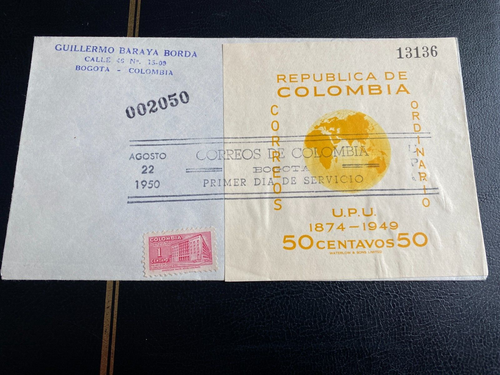 GUILLERMO BARAYA BORDA
BOGOTA - COLOMBIA
002050
AGOSTO
22
1950
CORREOS DE COLOMBIA
BOGOTA
PRIMER DIA DE SERVICIO
COLOMBIA
1
13136
REPUBLICA DE
COLOMBIA
CORREOS
ORDINARIO
U.P.U.
1874-1949
50 CENTAVOS 50